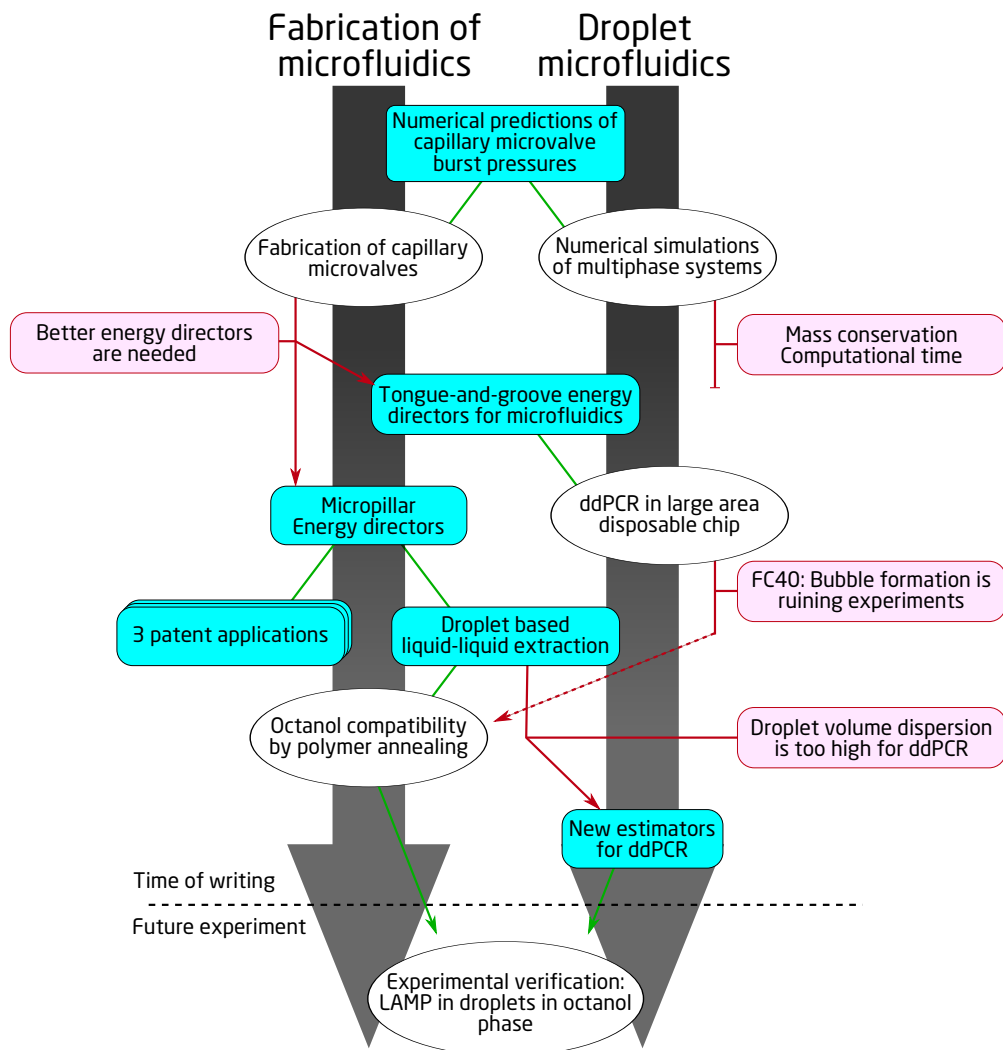 Fabrication of
microfluidics
Droplet
microfluidics
Numerical predictions of
capillary microvalve
burst pressures
Fabrication of capillary
microvalves
Numerical simulations
of multiphase systems
Better energy directors
are needed
Mass conservation
Computational time
Tongue-and-groove energy
directors for microfluidics
Micropillar
Energy directors
ddPCR in large area
disposable chip
FC40: Bubble formation is
ruining experiments
3 patent applications
Droplet based
liquid-liquid extraction
Octanol compatibility
by polymer annealing
Droplet volume dispersion
is too high for ddPCR
New estimators
for ddPCR
Time of writing
Future experiment
Experimental verification:
LAMP in droplets in octanol
phase